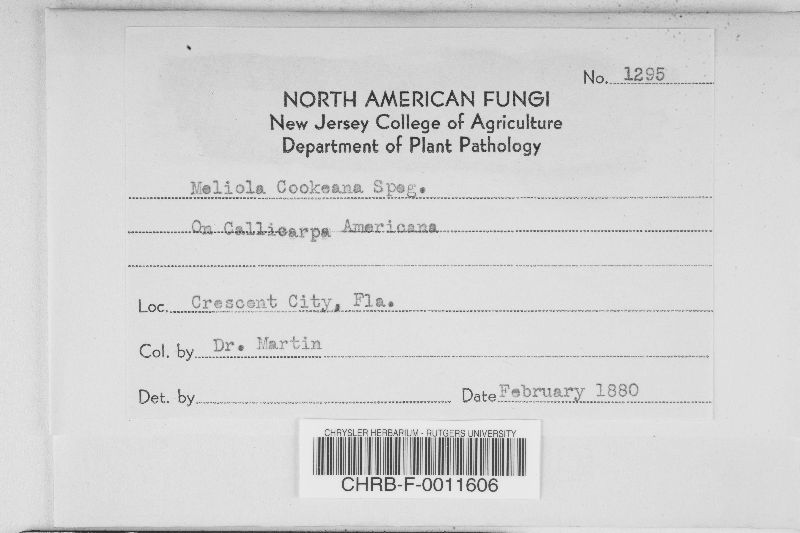 No. 1295
NORTH AMERICAN FUNGI
New Jersey College of Agriculture
Department of Plant Pathology
Meliola Cookeana Speg.
On Callicarpa Americana
Loc. Crescent City, Fla.
Col. by Dr. Martin
Det. by
Date February 1880
CHRYSLER HERBARIUM - RUTGERS UNIVERSITY
CHRB-F-0011606